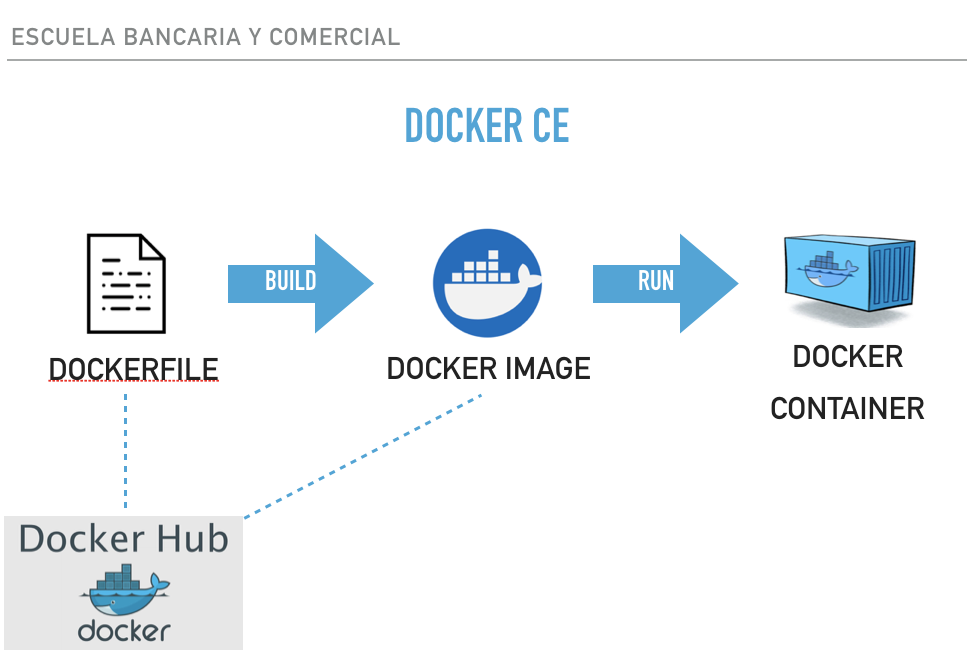 ESCUELA BANCARIA Y COMERCIAL
DOCKER CE
BUILD
RUN
DOCKERFILE
DOCKER IMAGE
DOCKER
CONTAINER
Docker Hub
docker